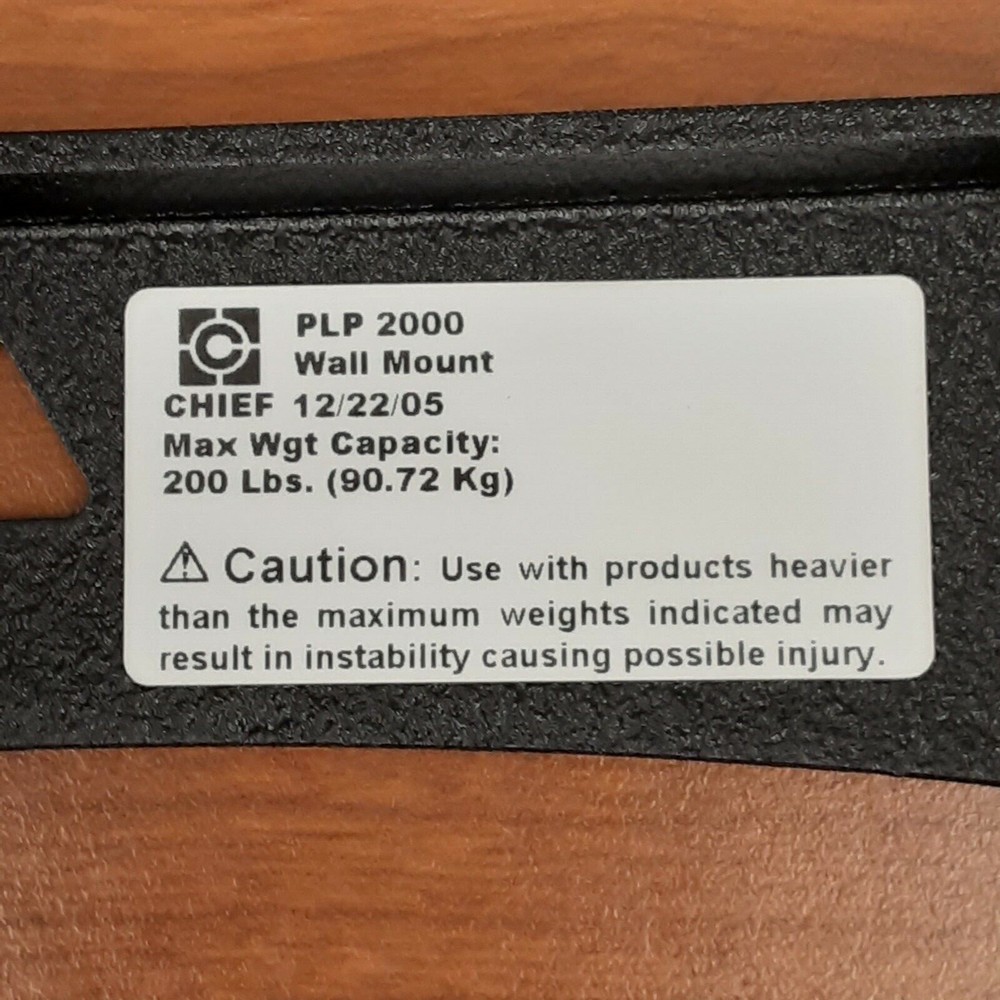 PLP 2000
Wall Mount
CHIEF 12/22/05
Max Wgt Capacity:
200 Lbs. (90.72 Kg)
⚠ Caution: Use with products heavier
than the maximum weights indicated may
result in instability causing possible injury.